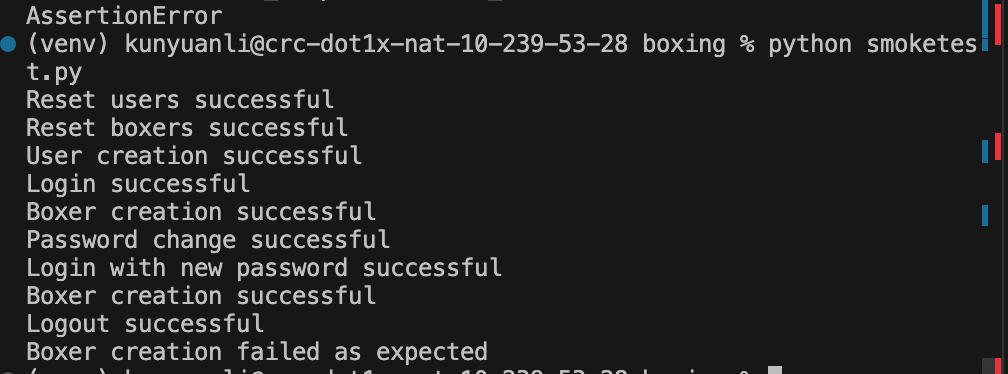 AssertionError
(venv) kunyuanli@crc-dot1x-nat-10-239-53-28 boxing % python smoketes
t.py
Reset users successful
Reset boxers successful
User creation successful
Login successful
Boxer creation successful
Password change successful
Login with new password successful
Boxer creation successful
Logout successful
Boxer creation failed as expected